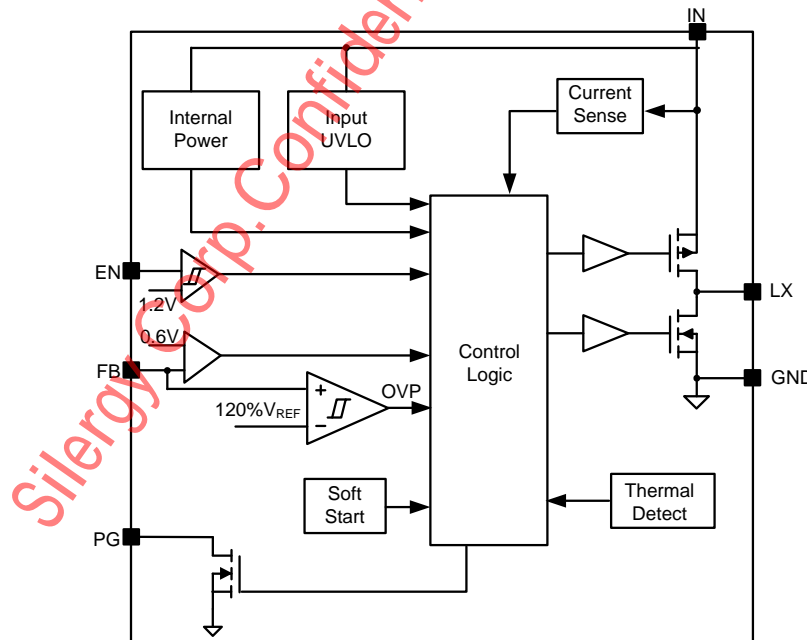 IN
Internal
Power
Input
UVLO
Current
Sense
EN
1.2V
0.6V
FB
120%VREF
+
−
OVP
Control
Logic
LX
GND
Soft
Start
Thermal
Detect
PG
Silergy Corp.Confiden